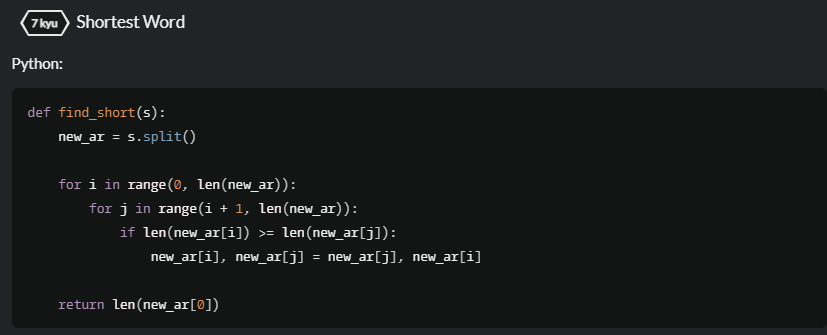 7 kyu Shortest Word
Python:
def find_short(s):
    new_ar = s.split()
    for i in range(0, len(new_ar)):
        for j in range(i + 1, len(new_ar)):
            if len(new_ar[i]) >= len(new_ar[j]):
                new_ar[i], new_ar[j] = new_ar[j], new_ar[i]
    return len(new_ar[0])